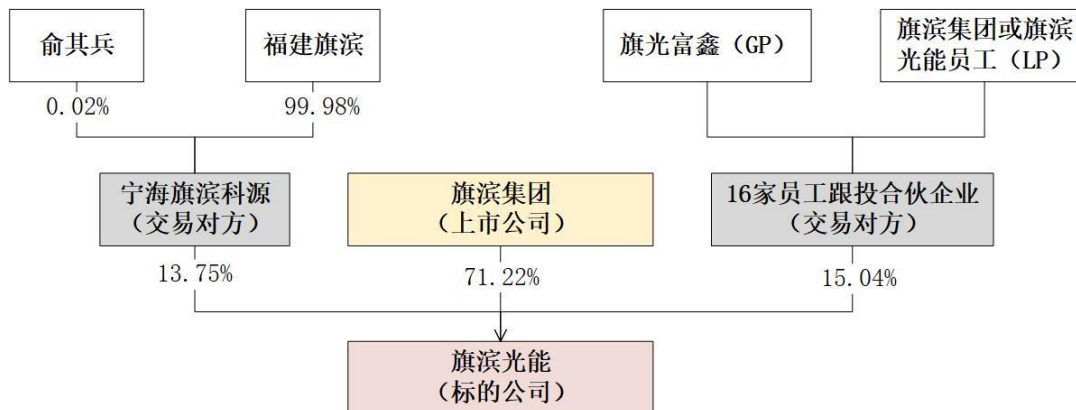 俞其兵
福建旗滨
旗光富鑫（GP）
旗滨集团或旗滨
光能员工（LP）
0.02%
99.98%
宁海旗滨科源
（交易对方）
旗滨集团
（上市公司）
16家员工跟投合伙企业
（交易对方）
13.75%
71.22%
15.04%
旗滨光能
（标的公司）